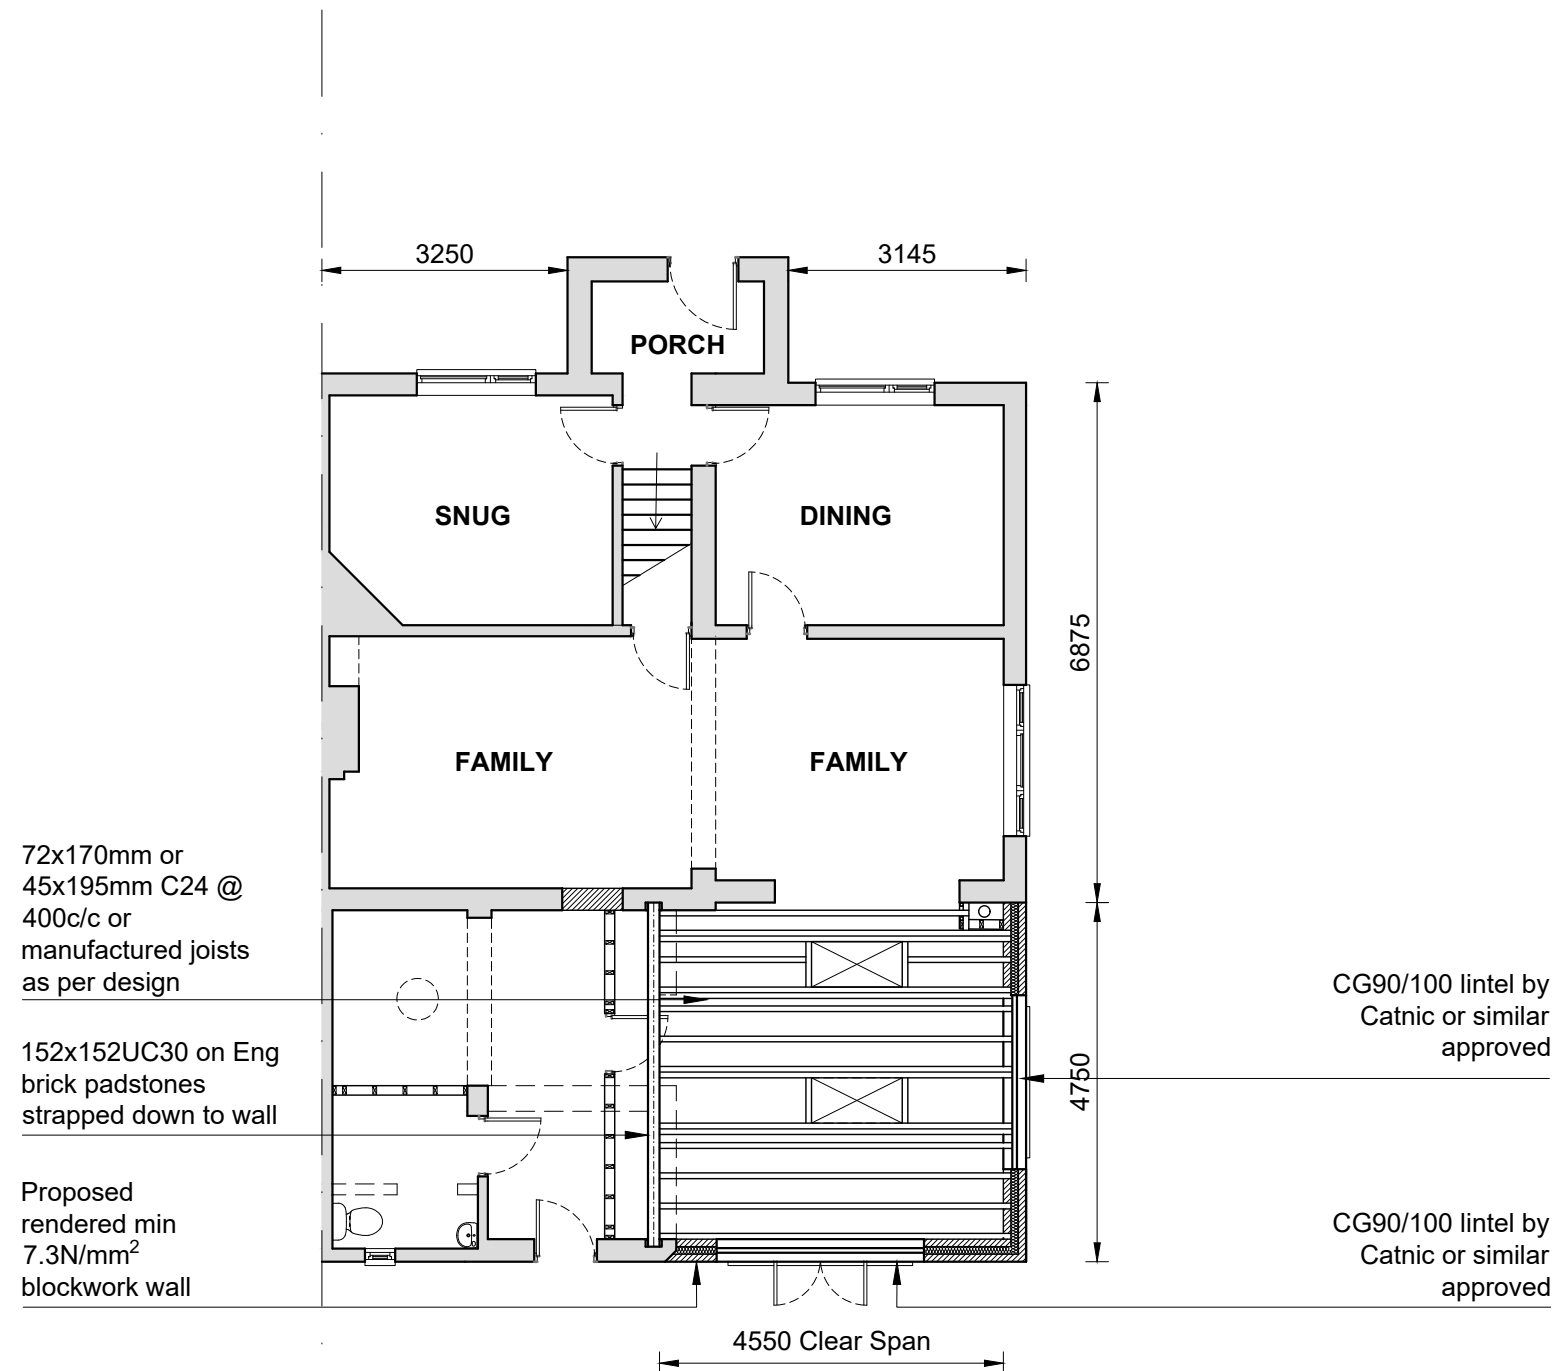 3250
3145
PORCH
SNUG
DINING
6875
FAMILY
FAMILY
72x170mm or
45x195mm C24 @
400c/c or
manufactured joists
as per design
CG90/100 lintel by
Catnic or similar
approved
152x152UC30 on Eng
brick padstones
strapped down to wall
4750
Proposed
rendered min
7.3N/mm²
blockwork wall
CG90/100 lintel by
Catnic or similar
approved
4550 Clear Span